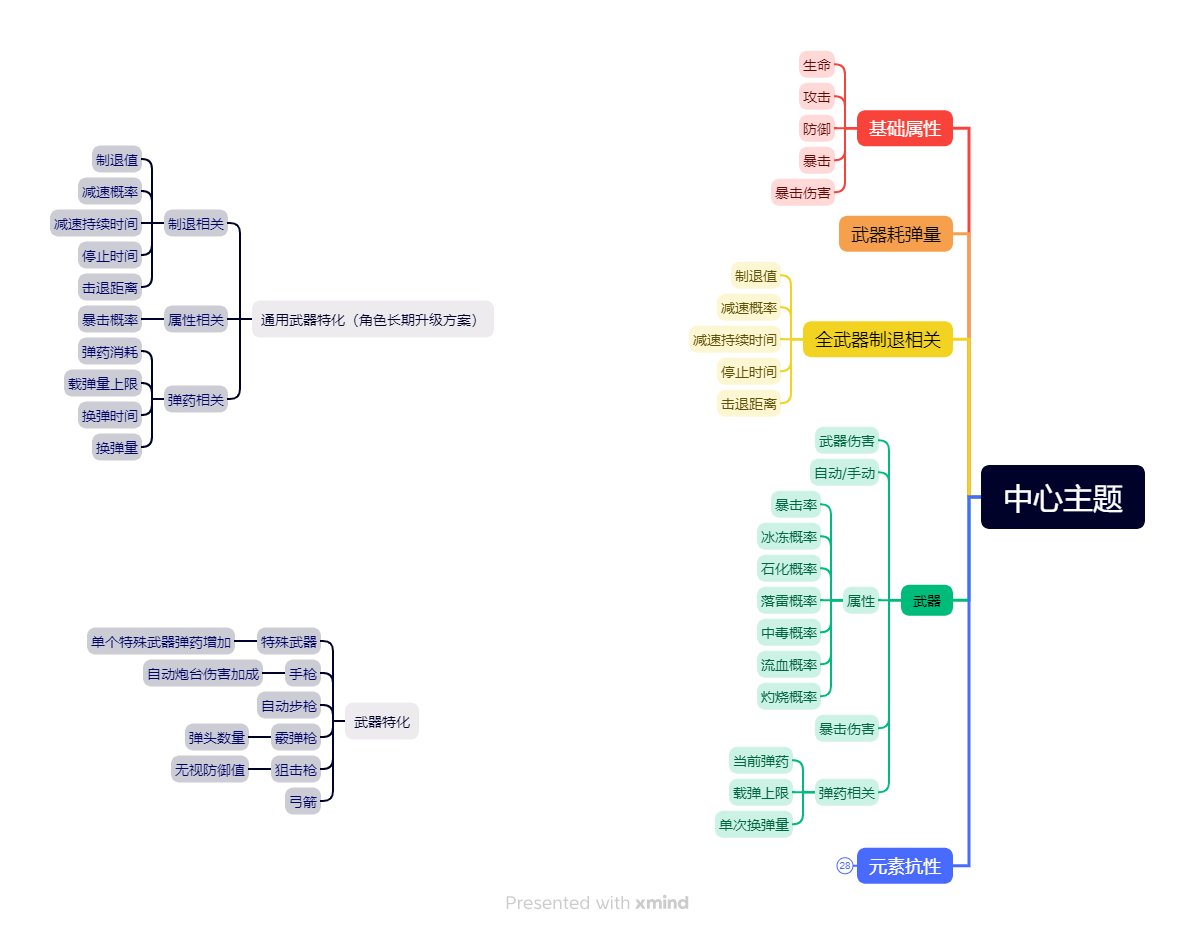 中心主题
基础属性
生命
攻击
防御
暴击
暴击伤害
武器耗弹量
全武器制退相关
制退值
减速概率
减速持续时间
停止时间
击退距离
武器
武器伤害
自动/手动
属性
暴击率
冰冻概率
石化概率
落雷概率
中毒概率
流血概率
灼烧概率
暴击伤害
弹药相关
当前弹药
载弹上限
单次换弹量
元素抗性
28
通用武器特化（角色长期升级方案）
制退相关
制退值
减速概率
减速持续时间
停止时间
击退距离
属性相关
暴击概率
弹药相关
弹药消耗
载弹量上限
换弹时间
换弹量
武器特化
特殊武器
单个特殊武器弹药增加
手枪
自动炮台伤害加成
自动步枪
霰弹枪
弹头数量
狙击枪
无视防御值
弓箭
Presented with xmind